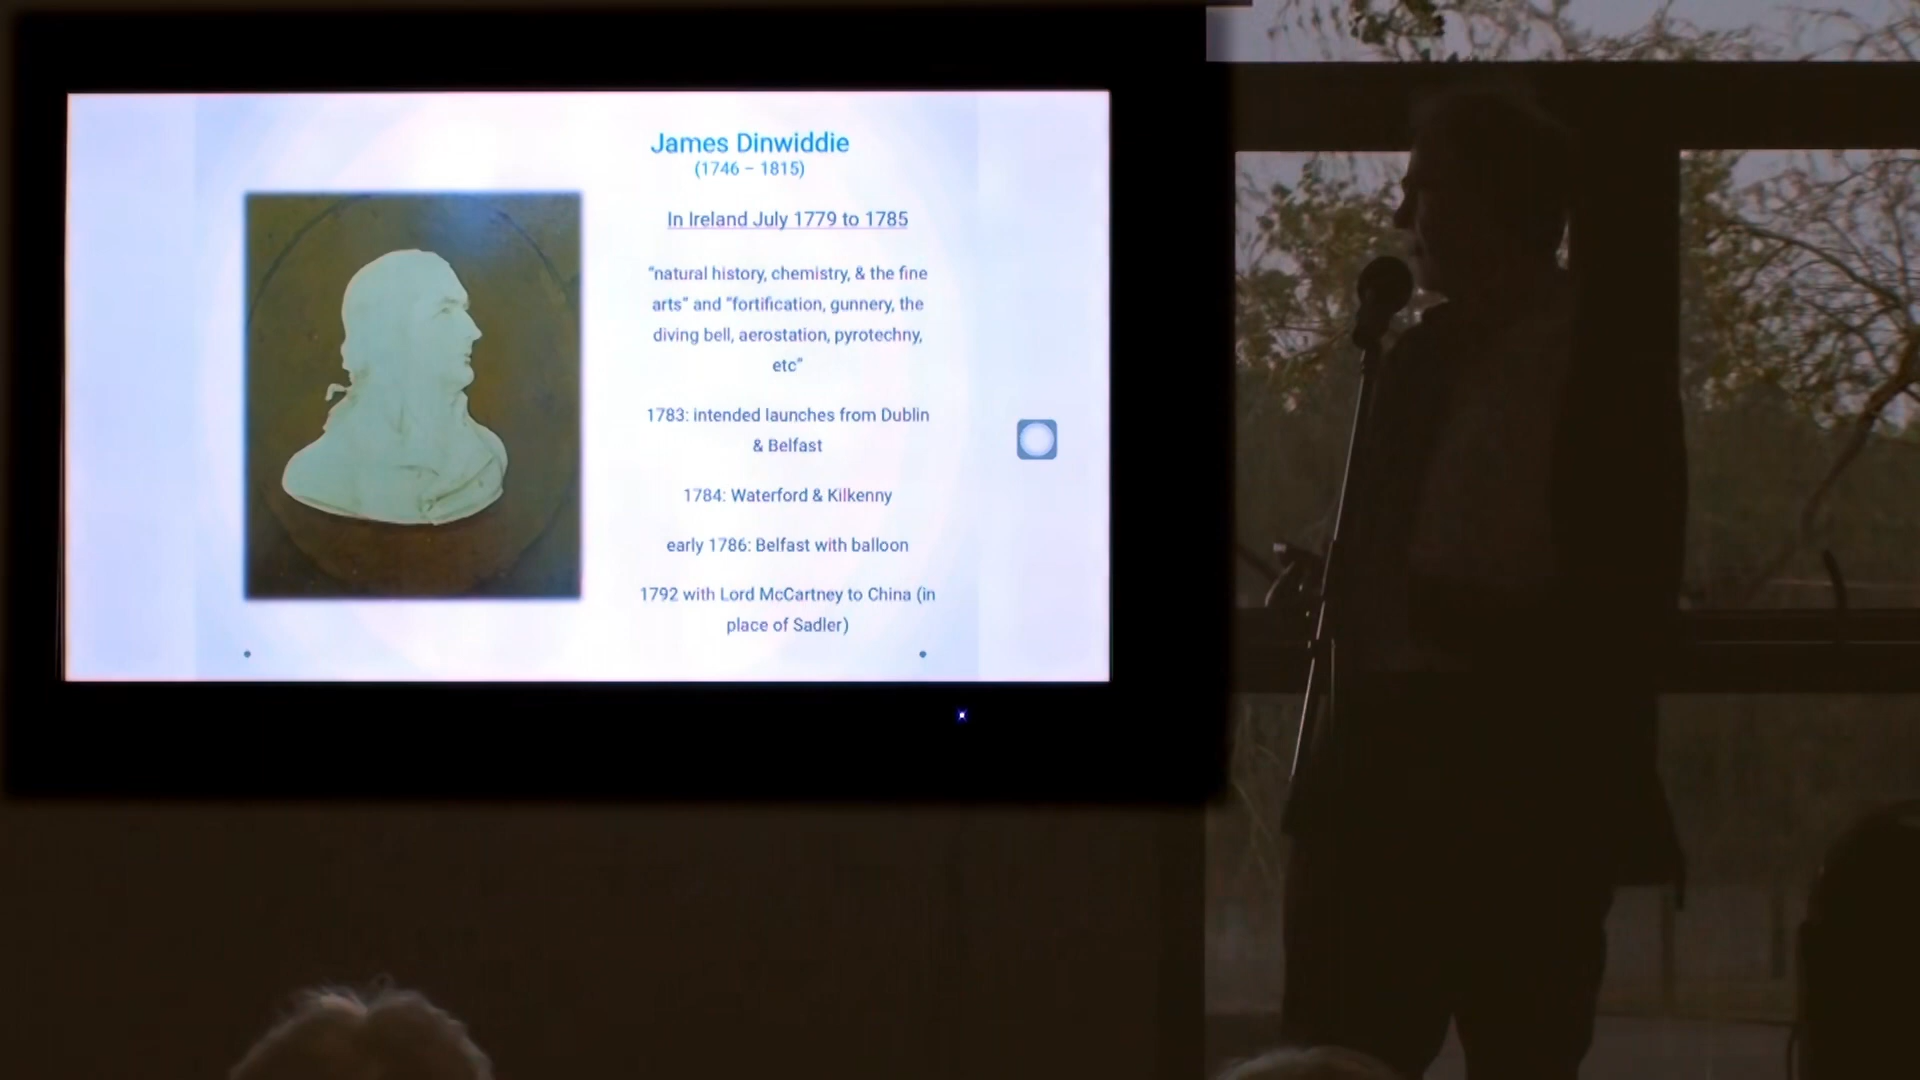 James Dinwiddie
(1746 – 1815)
In Ireland July 1779 to 1785
“natural history, chemistry, & the fine
arts” and “fortification, gunnery, the
diving bell, aerostation, pyrotechny,
etc”
1783: intended launches from Dublin
& Belfast
1784: Waterford & Kilkenny
early 1786: Belfast with balloon
1792 with Lord McCartney to China (in
place of Sadler)